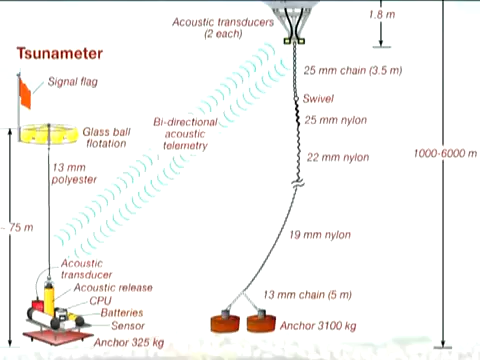 Acoustic transducers
(2 each)
1.8 m
Tsunameter
Signal flag
25 mm chain (3.5 m)
Swivel
25 mm nylon
Glass ball
flotation
Bi-directional
acoustic
telemetry
22 mm nylon
1000-6000 m
13 mm
polyester
75 m
19 mm nylon
Acoustic
transducer
Acoustic release
CPU
Batteries
Sensor
Anchor 325 kg
13 mm chain (5 m)
Anchor 3100 kg